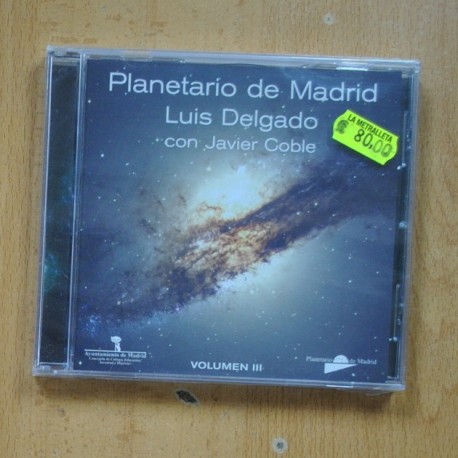 Planetario de Madrid
Luis Delgado
con Javier Coble
LA METRALLETA
80,00
Ayuntamiento de Madrid
VOLUMEN III
Planetario de Madrid